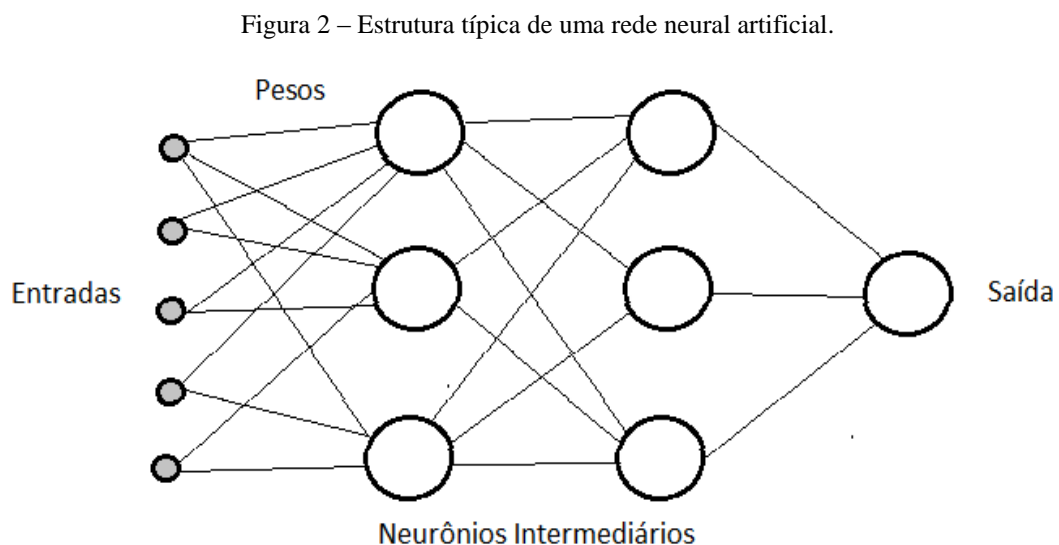 Figura 2 – Estrutura típica de uma rede neural artificial.
Pesos
Entradas
Saída
Neurônios Intermediários